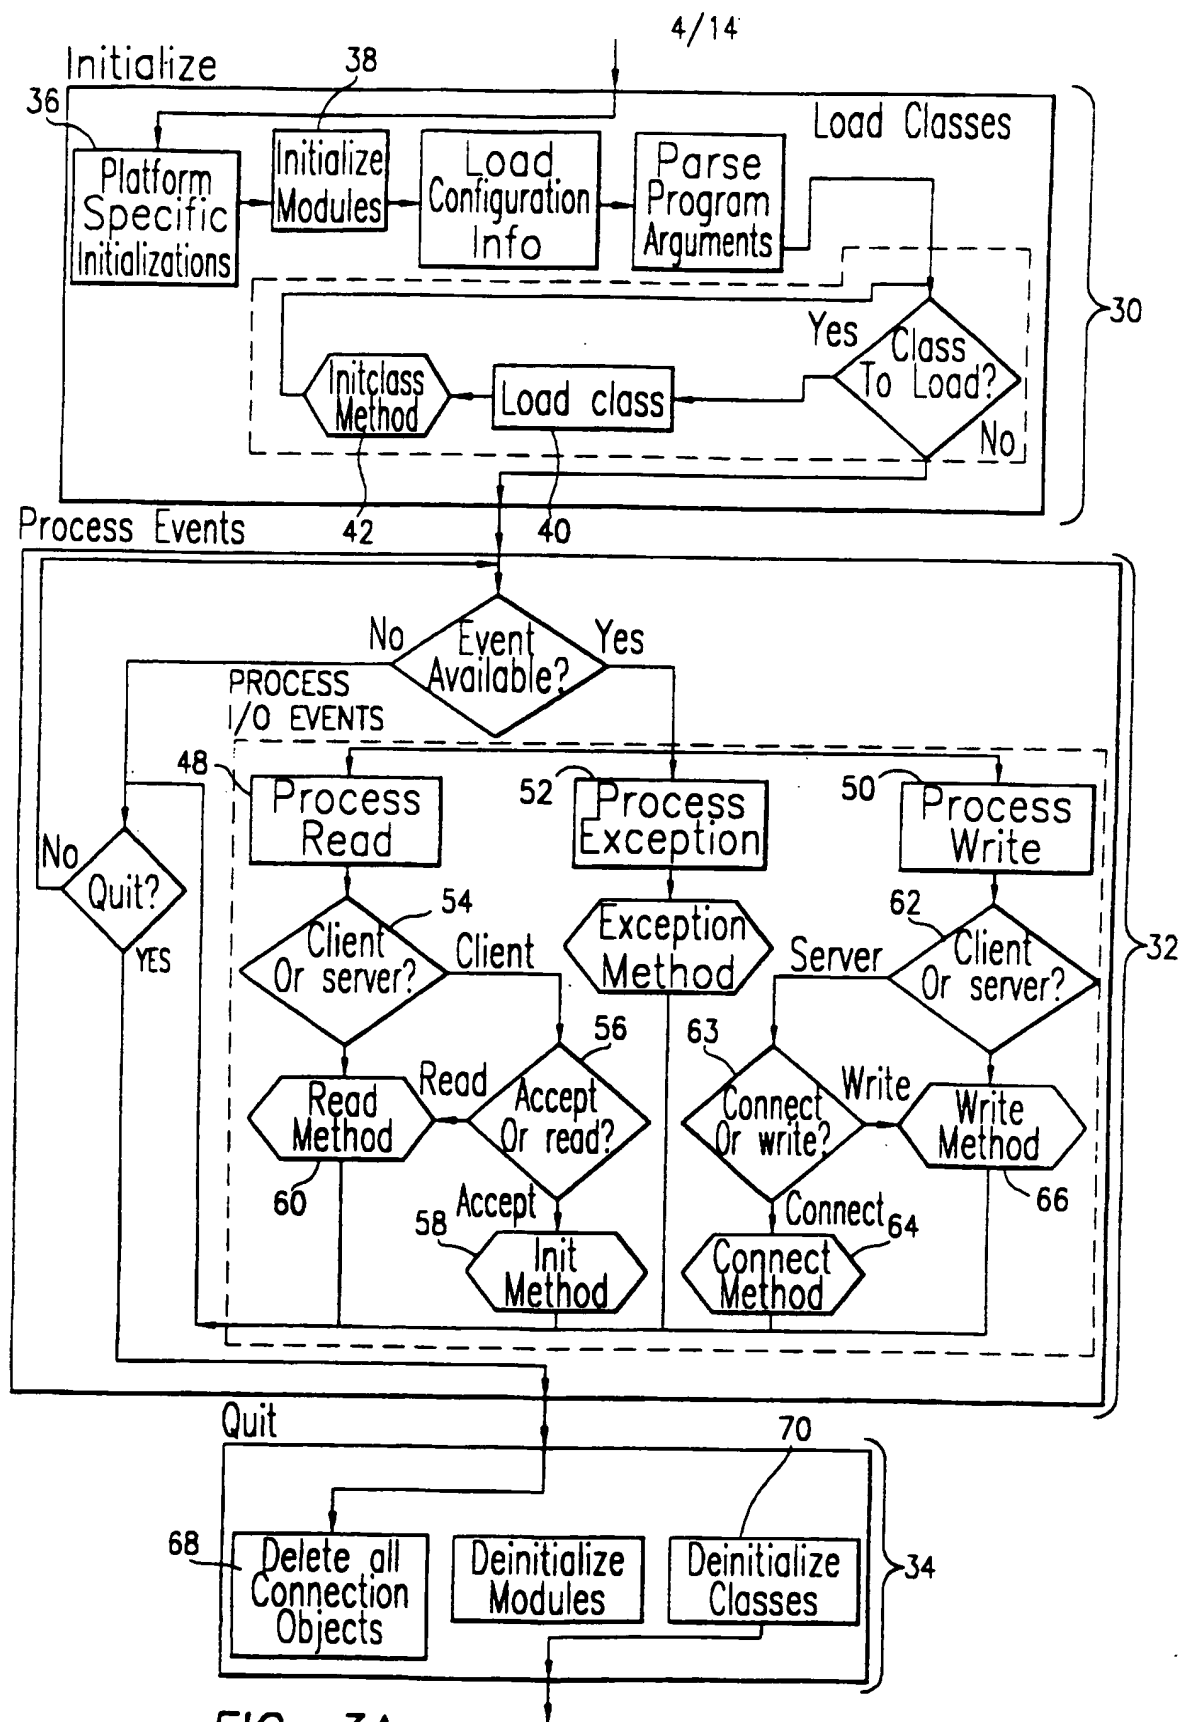 4/14
Initialize
38
36
Load Classes
Platform
Specific
Initializations
Initialize
Modules
Load
Configuration
Info
Parse
Program
Arguments
30
Yes
Class
To Load?
No
Initclass
Method
Load class
42
40
Process Events
No
Event
Available?
Yes
PROCESS
I/O EVENTS
48
Process
Read
52
Process
Exception
50
Process
Write
No
Quit?
YES
54
Client
Or server?
Client
Exception
Method
62
Server
Client
Or server?
32
56
63
Read
Method
Read
Accept
Or read?
Connect
Or write?
Write
Write
Method
60
Accept
58
Init
Method
Connect
64
Connect
Method
66
Quit
70
68
Delete all
Connection
Objects
Deinitialize
Modules
Deinitialize
Classes
34
FIG. 3A